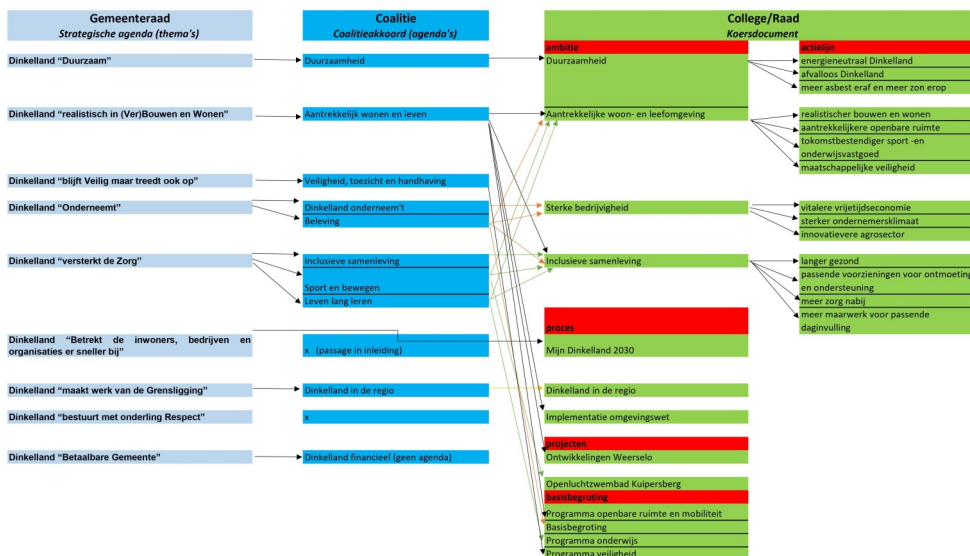 Gemeenteraad
Strategische agenda (thema's)
Coalitie
Coalitieakkoord (agenda's)
College/Raad
Koersdocument
ambitie
actielijn
Dinkelland "Duurzaam"
Duurzaamheid
Duurzaamheid
energieneutraal Dinkelland
afvalloos Dinkelland
meer asbest eraf en meer zon erop
Dinkelland "realistisch in (Ver)Bouwen en Wonen"
Aantrekkelijk wonen en leven
Aantrekkelijke woon- en leefomgeving
realistischer bouwen en wonen
aantrekkelijkere openbare ruimte
tokomstbestendiger sport -en
onderwijsvastgoed
maatschappelijke veiligheid
Dinkelland "blijft Veilig maar treedt ook op"
Veiligheid, toezicht en handhaving
Dinkelland "Onderneemt"
Dinkelland onderneem't
Beleving
Sterke bedrijvigheid
vitalere vrijetijdseconomie
sterker ondernemersklimaat
innovatievere agrosector
Dinkelland "versterkt de Zorg"
Inclusieve samenleving
Sport en bewegen
Leven lang leren
Inclusieve samenleving
langer gezond
passende voorzieningen voor ontmoeting
en ondersteuning
meer zorg nabij
meer maarwerk voor passende
daginvulling
proces
Dinkelland "Betrekt de inwoners, bedrijven en
organisaties er sneller bij"
x (passage in inleiding)
Mijn Dinkelland 2030
Dinkelland "maakt werk van de Grensligging"
Dinkelland in de regio
Dinkelland in de regio
Dinkelland "bestuurt met onderling Respect"
x
Implementatie omgevingswet
projecten
Dinkelland "Betaalbare Gemeente"
Dinkelland financieel (geen agenda)
Ontwikkelingen Weerselo
Openluchtzwembad Kuipersberg
basisbegroting
Programma openbare ruimte en mobiliteit
Basisbegroting
Programma onderwijs
Programma veiligheid